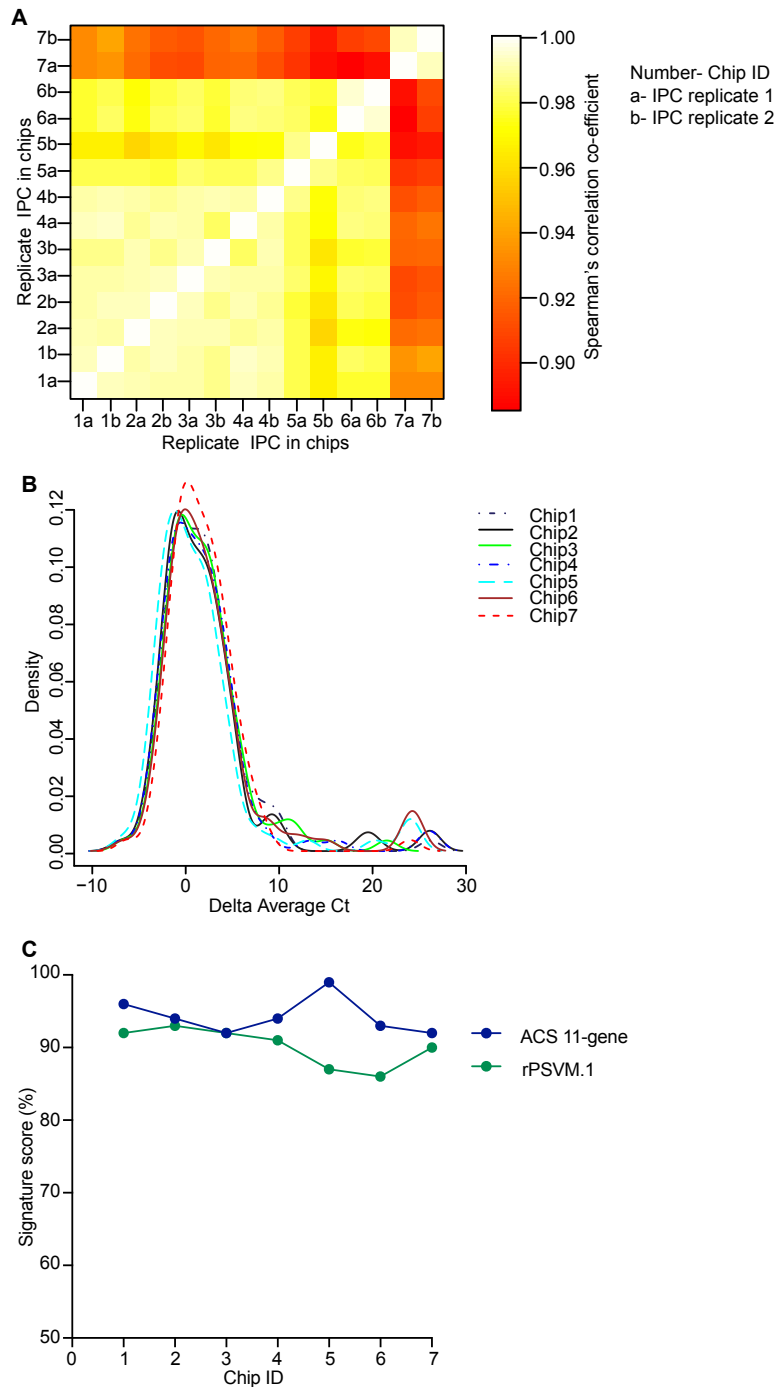 A
7b
7a
6b
6a
5b
5a
4b
4a
3b
3a
2b
2a
1b
1a
Replicate IPC in chips
1a 1b 2a 2b 3a 3b 4a 4b 5a 5b 6a 6b 7a 7b
Replicate IPC in chips
1.00
0.98
0.96
0.94
0.92
0.90
Spearman's correlation co-efficient
Number- Chip ID
a- IPC replicate 1
b- IPC replicate 2
B
0.12
0.10
0.08
0.06
0.04
0.02
0.00
Density
−10 0 10 20 30
Delta Average Ct
Chip1
Chip2
Chip3
Chip4
Chip5
Chip6
Chip7
C
100
90
80
70
60
50
Signature score (%)
0 1 2 3 4 5 6 7
Chip ID
ACS 11-gene
rPSVM.1